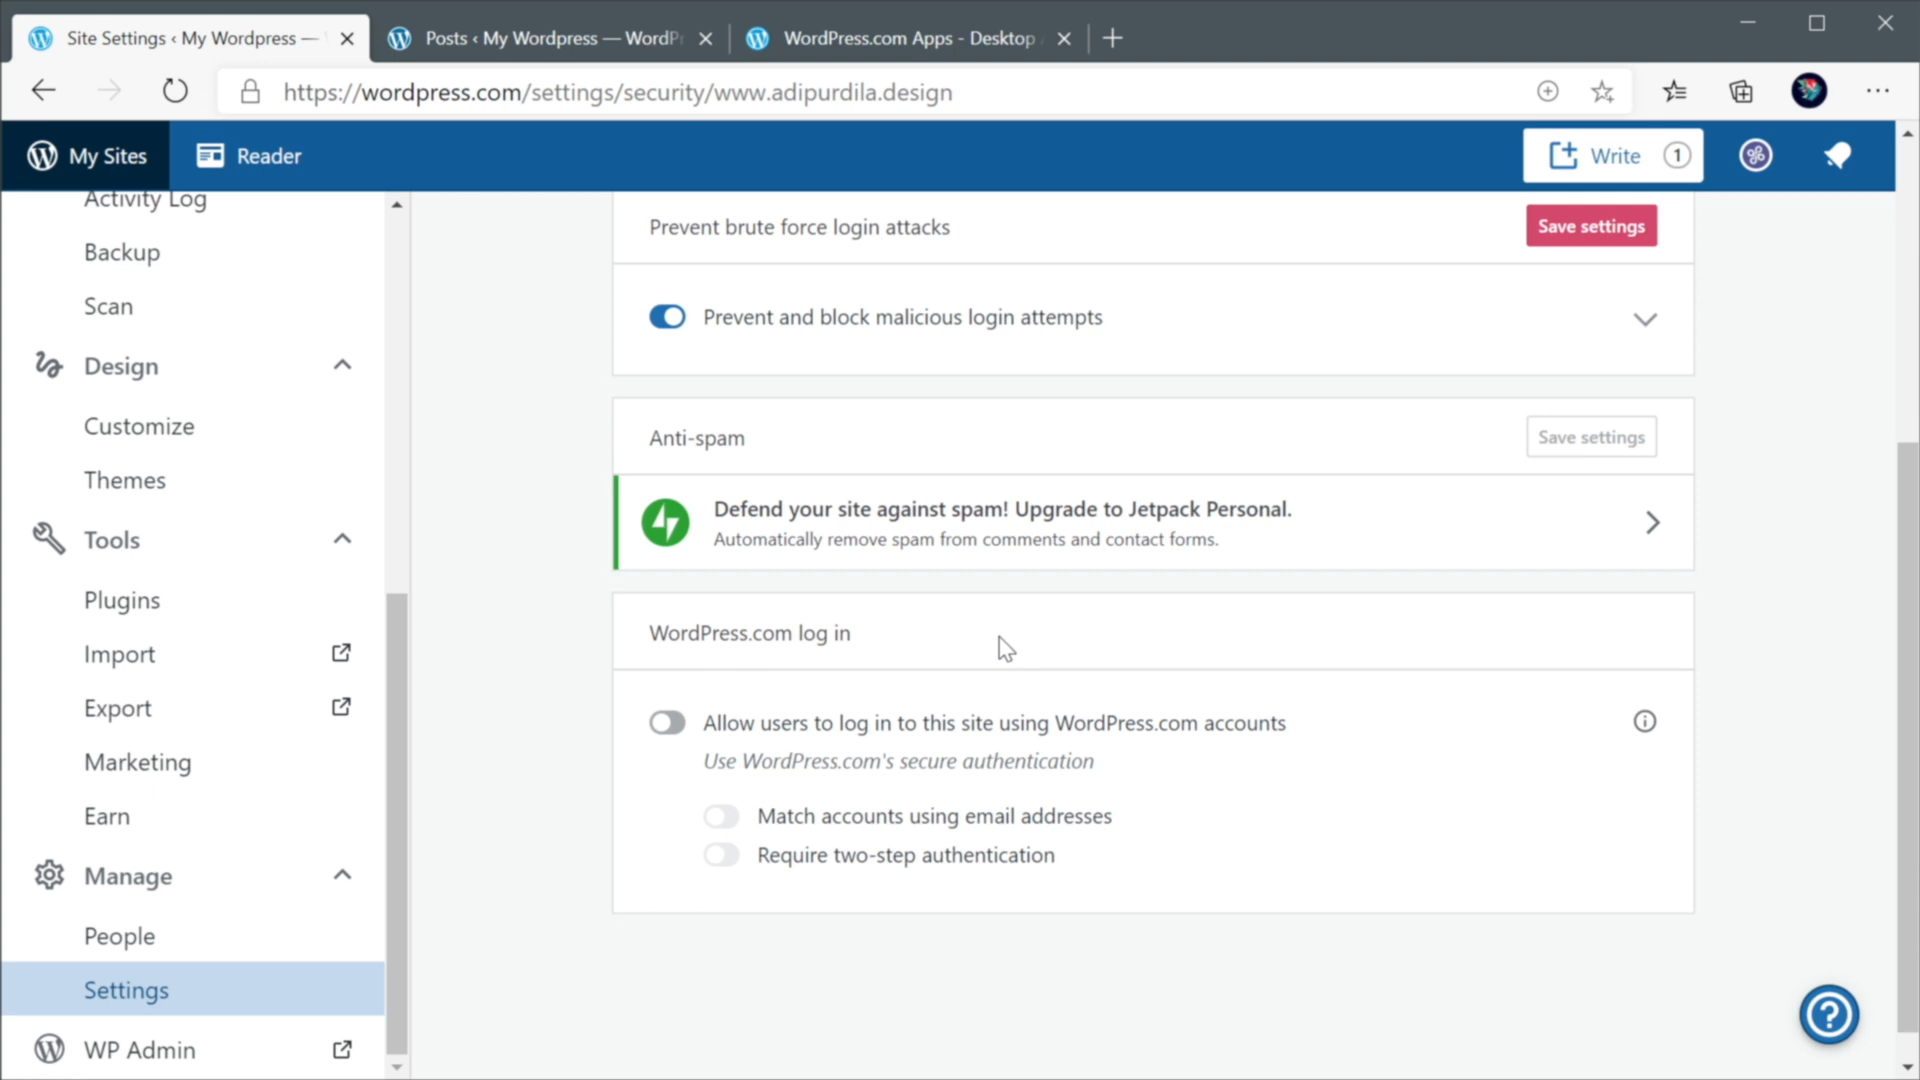 Site Settings ‹ My Wordpress —
Posts ‹ My Wordpress — WordPr
WordPress.com Apps - Desktop
https://wordpress.com/settings/security/www.adipurdila.design
My Sites
Reader
Write 1
Activity Log
Backup
Scan
Design
Customize
Themes
Tools
Plugins
Import
Export
Marketing
Earn
Manage
People
Settings
WP Admin
Prevent brute force login attacks
Save settings
Prevent and block malicious login attempts
Anti-spam
Save settings
Defend your site against spam! Upgrade to Jetpack Personal.
Automatically remove spam from comments and contact forms.
WordPress.com log in
Allow users to log in to this site using WordPress.com accounts
Use WordPress.com's secure authentication
Match accounts using email addresses
Require two-step authentication